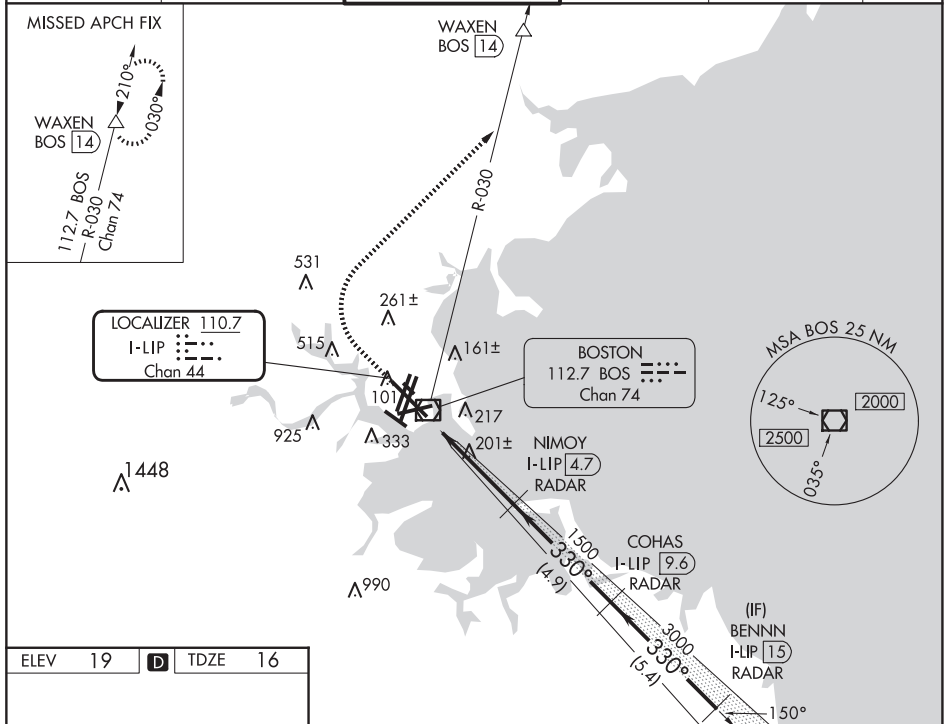 MISSED APCH FIX
210°
030°
WAXEN
BOS 14
112.7 BOS
R-030
Chan 74
WAXEN
BOS 14
R-030
531
261±
LOCALIZER 110.7
I-LIP
Chan 44
515
161±
BOSTON
112.7 BOS
Chan 74
101
217
925
333
201±
1448
NIMOY
I-LIP 4.7
RADAR
MSA BOS 25 NM
125°
2000
2500
035°
1500
330°
(4.9)
COHAS
I-LIP 9.6
RADAR
990
3000
330°
(5.4)
(IF)
BENNN
I-LIP 15
RADAR
150°
ELEV 19 D TDZE 16